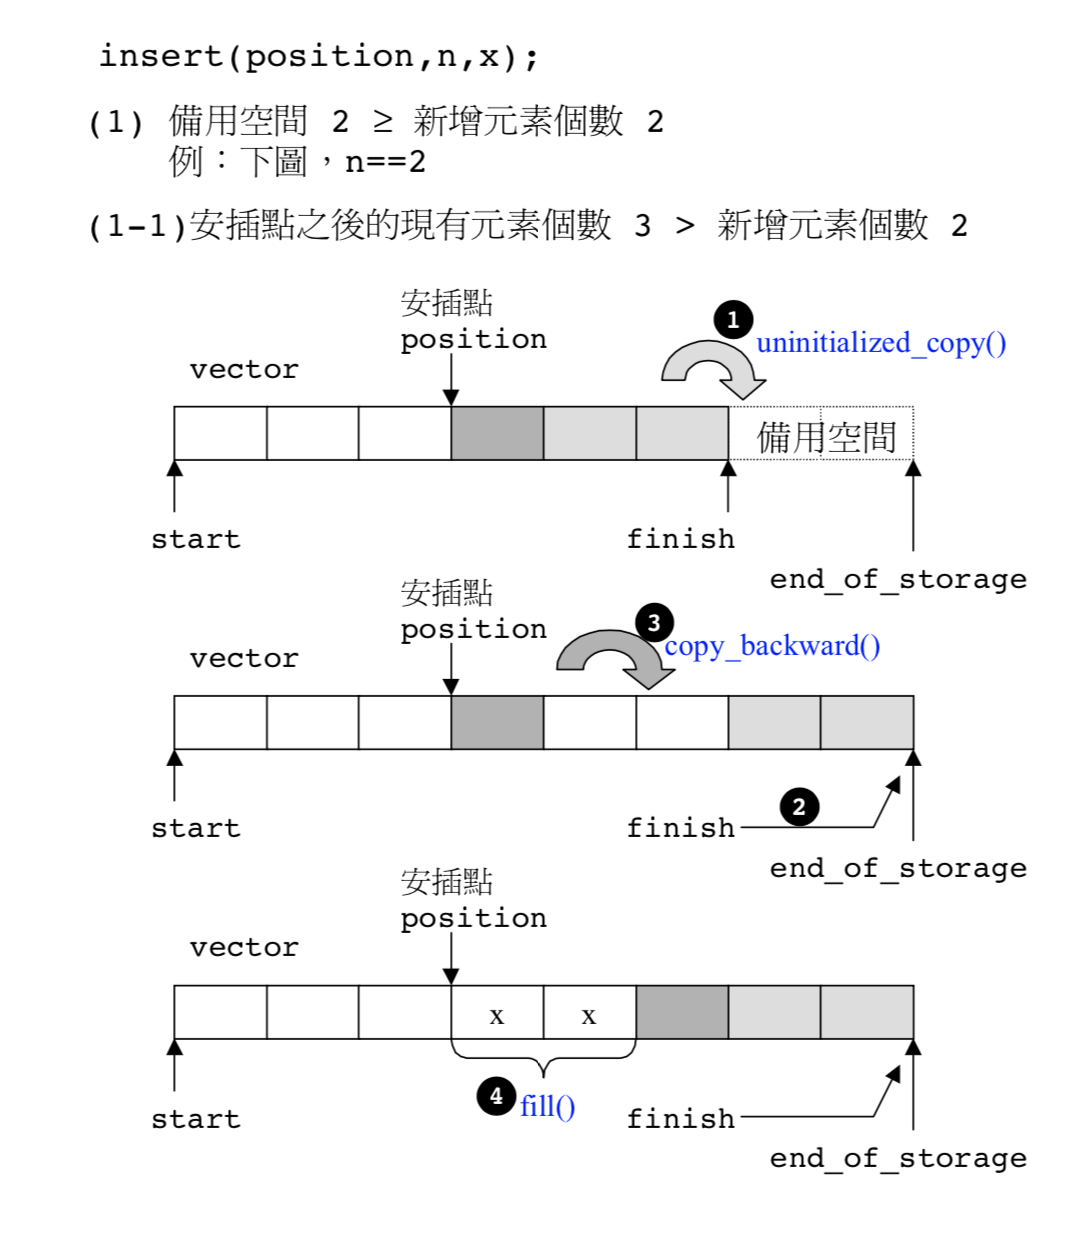 insert(position,n,x);
(1) 備用空間 2 ≥ 新增元素個數 2
例：下圖，n==2
(1-1)安插點之後的現有元素個數 3 > 新增元素個數 2
安插點
position
1
uninitialized_copy()
vector
備用空間
start
finish
end_of_storage
安插點
position
3
copy_backward()
vector
2
start
finish
end_of_storage
安插點
position
vector
x x
4
fill()
start
finish
end_of_storage